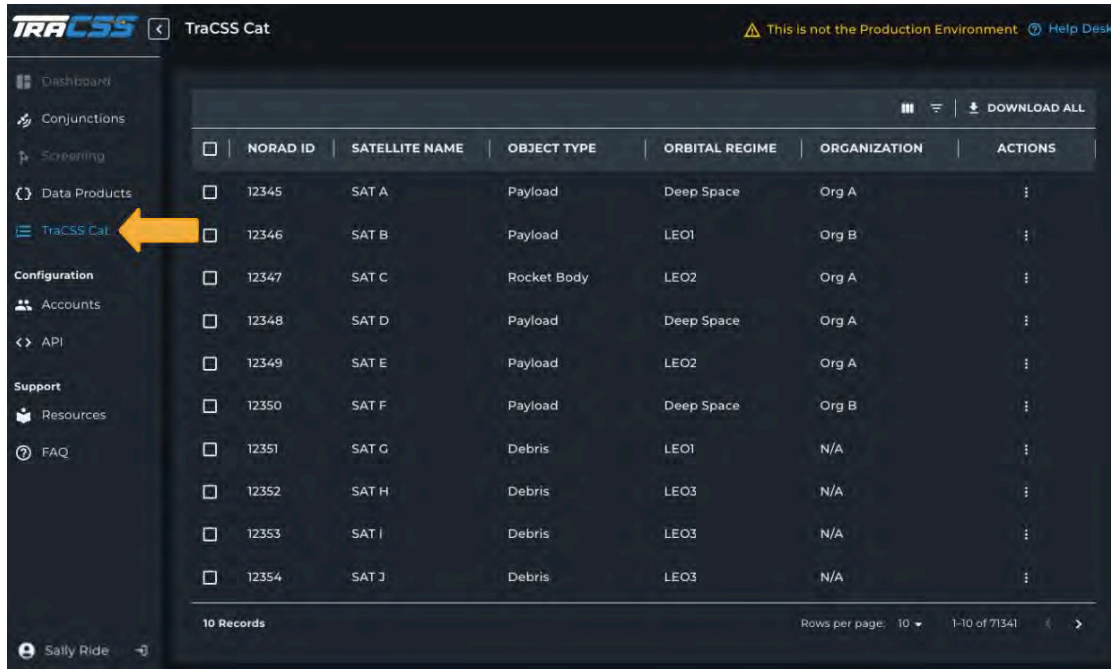 TRACSS
TraCSS Cat
This is not the Production Environment
Help Desk
Dashboard
Conjunctions
Screening
Data Products
TraCSS Cat
Configuration
Accounts
API
Support
Resources
FAQ
Sally Ride
DOWNLOAD ALL
NORAD ID SATELLITE NAME OBJECT TYPE ORBITAL REGIME ORGANIZATION ACTIONS
12345 SAT A Payload Deep Space Org A
12346 SAT B Payload LEO1 Org B
12347 SAT C Rocket Body LEO2 Org A
12348 SAT D Payload Deep Space Org A
12349 SAT E Payload LEO2 Org A
12350 SAT F Payload Deep Space Org B
12351 SAT G Debris LEO1 N/A
12352 SAT H Debris LEO3 N/A
12353 SAT I Debris LEO3 N/A
12354 SAT J Debris LEO3 N/A
10 Records Rows per page: 10 1-10 of 71341